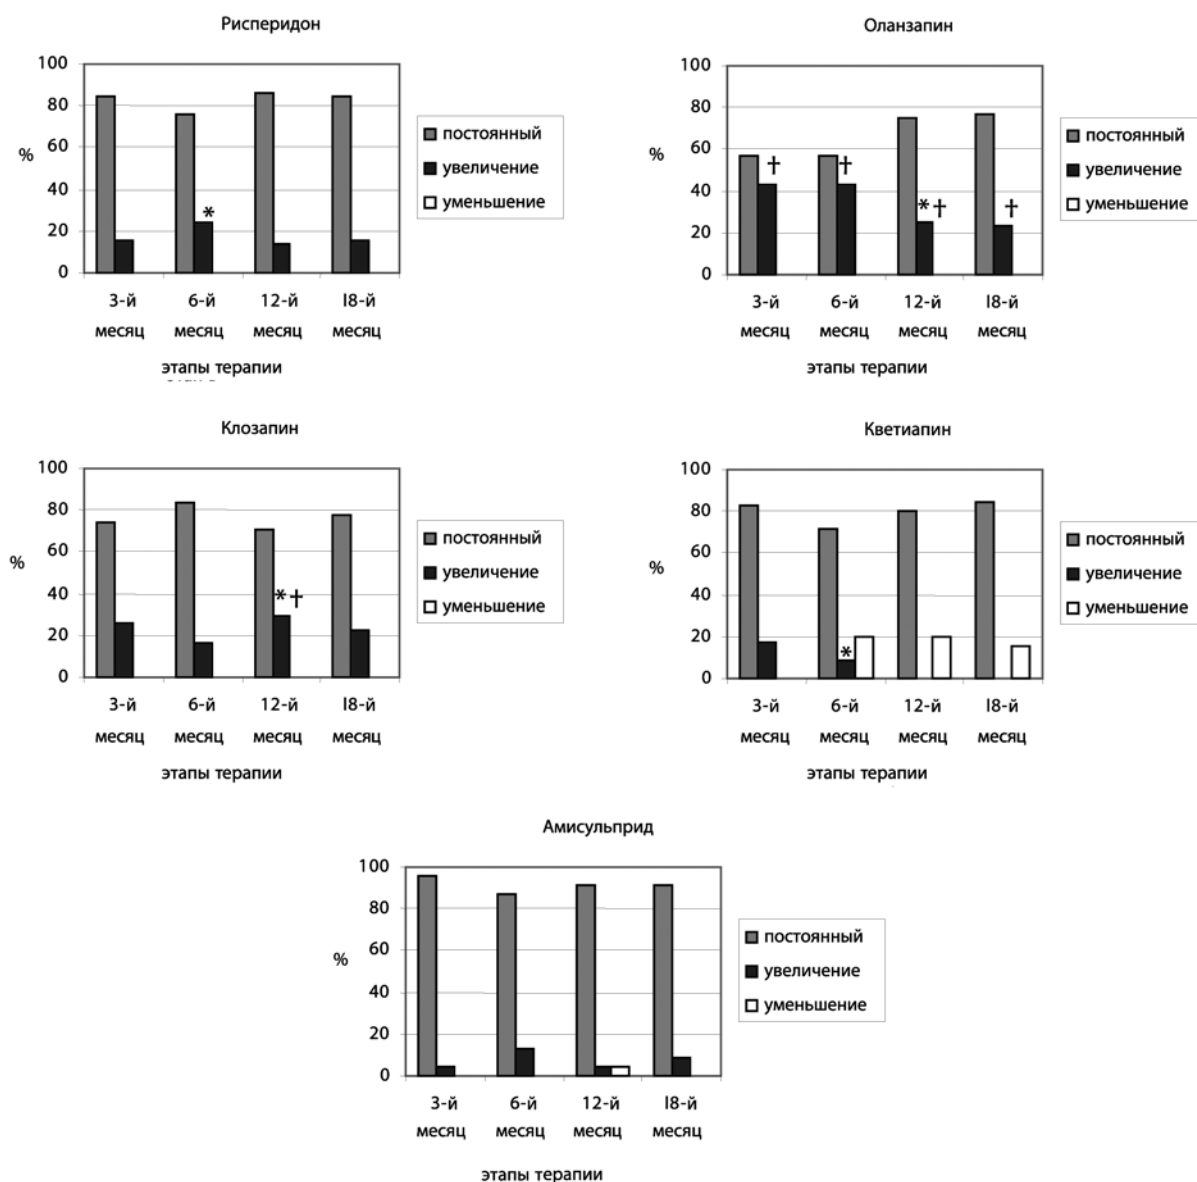 Рисперидон
100
80
60
%
40
20
0
*
постоянный
увеличение
уменьшение
3-й 6-й 12-й I8-й
месяц месяц месяц месяц
этапы терапии
Оланзапин
100
80
60
%
40
20
0
† † *† †
постоянный
увеличение
уменьшение
3-й 6-й 12-й I8-й
месяц месяц месяц месяц
этапы терапии
Клозапин
100
80
60
%
40
20
0
*†
постоянный
увеличение
уменьшение
3-й 6-й 12-й I8-й
месяц месяц месяц месяц
этапы терапии
Кветиапин
100
80
60
%
40
20
0
*
постоянный
увеличение
уменьшение
3-й 6-й 12-й I8-й
месяц месяц месяц месяц
этапы терапии
Амисульприд
100
80
60
%
40
20
0
постоянный
увеличение
уменьшение
3-й 6-й 12-й I8-й
месяц месяц месяц месяц
этапы терапии